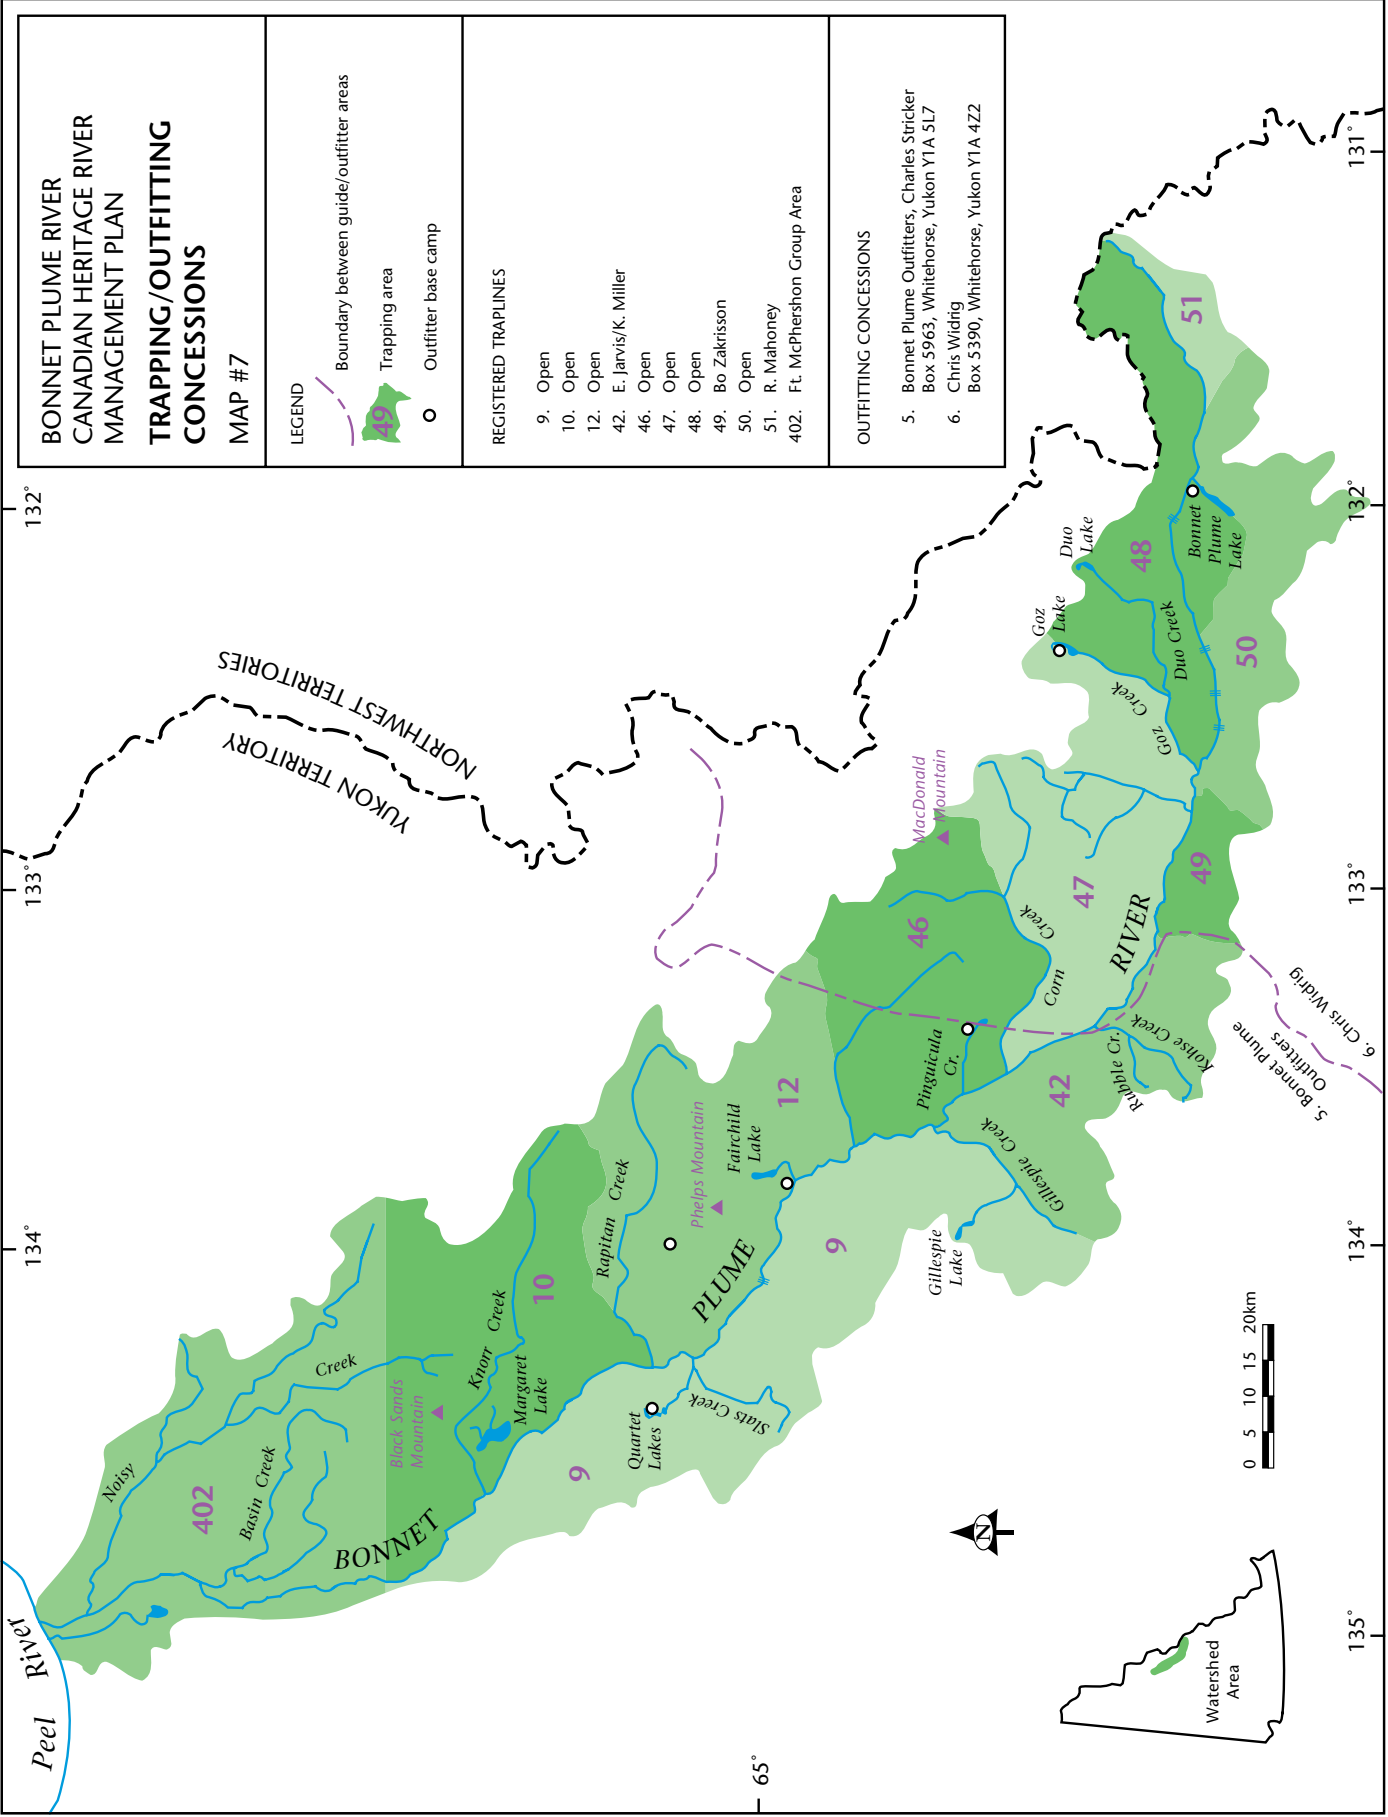 BONNET PLUME RIVER
CANADIAN HERITAGE RIVER
MANAGEMENT PLAN
TRAPPING/OUTFITTING
CONCESSIONS
MAP #7
LEGEND
Boundary between guide/outfitter areas
49
Trapping area
Outfitter base camp
REGISTERED TRAPLINES
9. Open
10. Open
12. Open
42. E. Jarvis/K. Miller
46. Open
47. Open
48. Open
49. Bo Zakrisson
50. Open
51. R. Mahoney
402. Ft. McPhershon Group Area
OUTFITTING CONCESSIONS
5. Bonnet Plume Outfitters, Charles Stricker
Box 5963, Whitehorse, Yukon Y1A 5L7
6. Chris Widrig
Box 5390, Whitehorse, Yukon Y1A 4Z2
135°
134°
133°
132°
131°
134°
133°
132°
65°
NORTHWEST TERRITORIES
YUKON TERRITORY
Peel River
Noisy
Creek
402
Basin Creek
Black Sands
Mountain
BONNET
Knorr Creek
10
Margaret
Lake
9
Quartet
Lakes
Slats Creek
Rapitan Creek
Phelps Mountain
PLUME
Fairchild
Lake
12
9
Gillespie
Lake
Gillespie Creek
Pinguicula
Cr.
46
MacDonald
Mountain
42
Corn
Creek
47
RIVER
Rubble Cr.
Kohse Creek
49
5. Bonnet Plume
Outfitters
6. Chris Widrig
Goz
Lake
Goz Creek
Duo
Lake
Duo Creek
48
Bonnet
Plume
Lake
50
51
0 5 10 15 20km
N
Watershed
Area